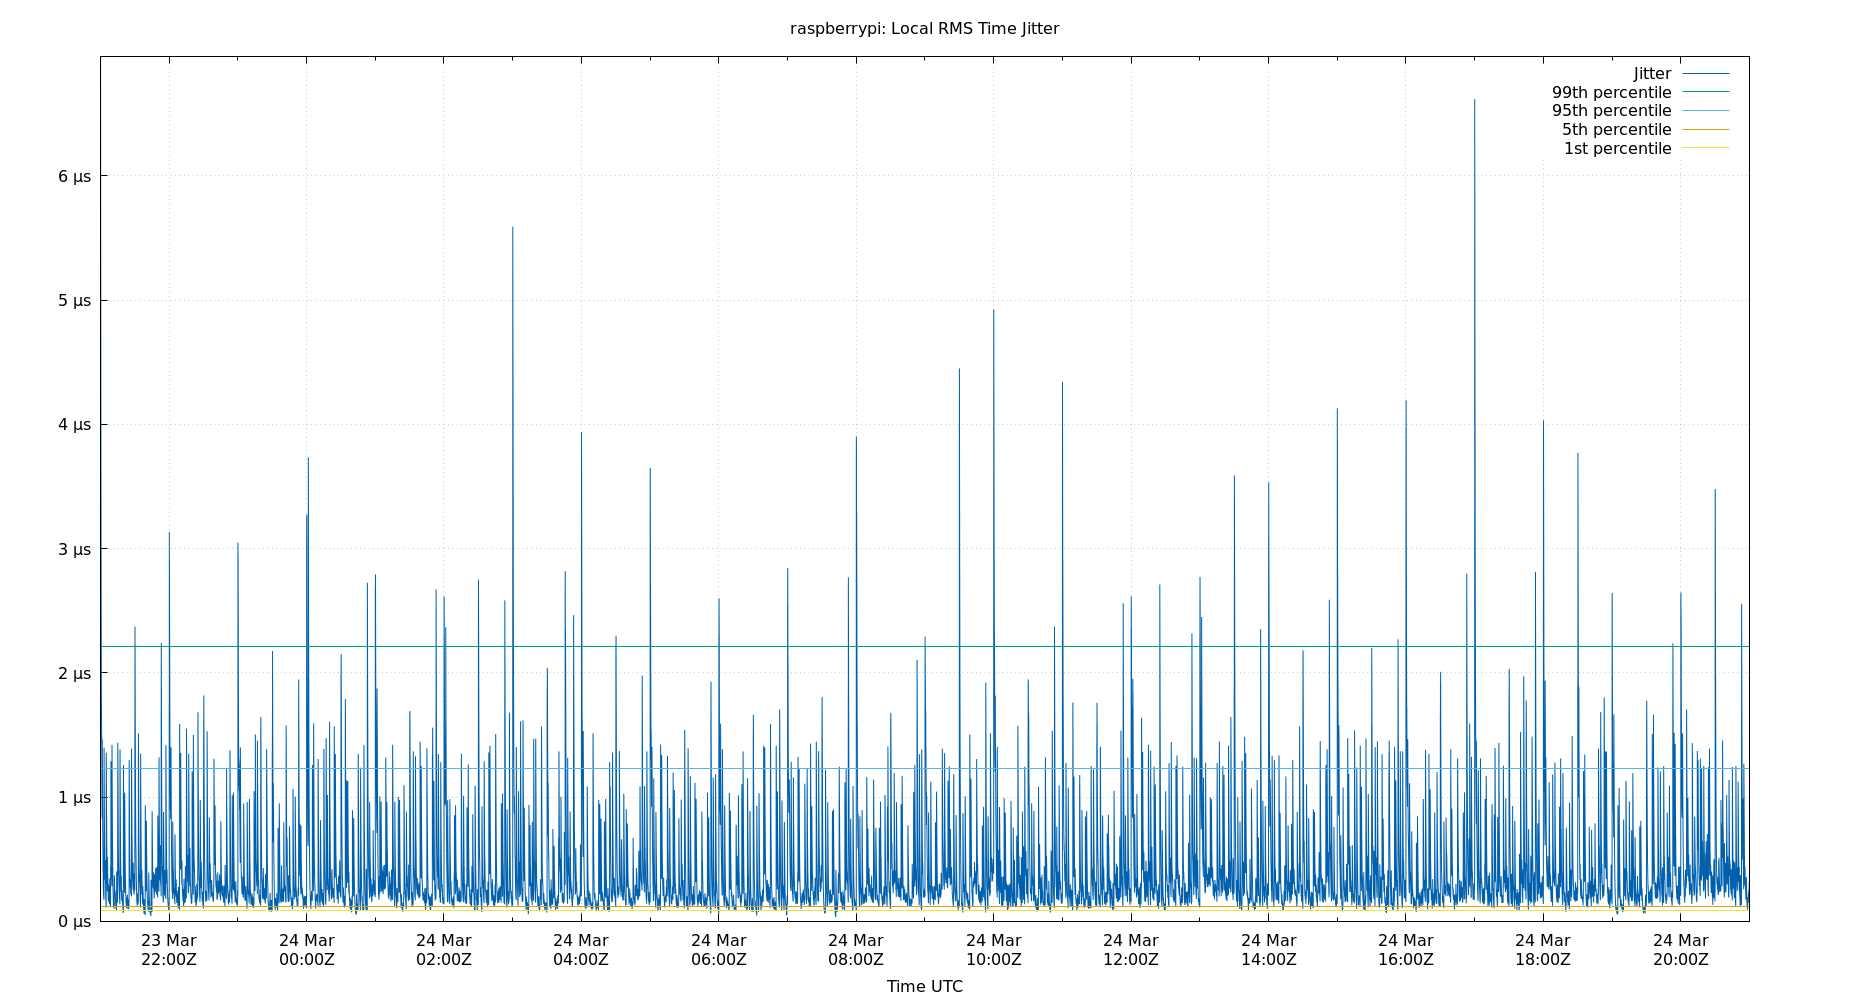 raspberrypi: Local RMS Time Jitter
Jitter
99th percentile
95th percentile
5th percentile
1st percentile
6 µs
5 µs
4 µs
3 µs
2 µs
1 µs
0 µs
23 Mar 24 Mar 24 Mar 24 Mar 24 Mar 24 Mar 24 Mar 24 Mar 24 Mar 24 Mar 24 Mar 24 Mar
22:00Z 00:00Z 02:00Z 04:00Z 06:00Z 08:00Z 10:00Z 12:00Z 14:00Z 16:00Z 18:00Z 20:00Z
Time UTC